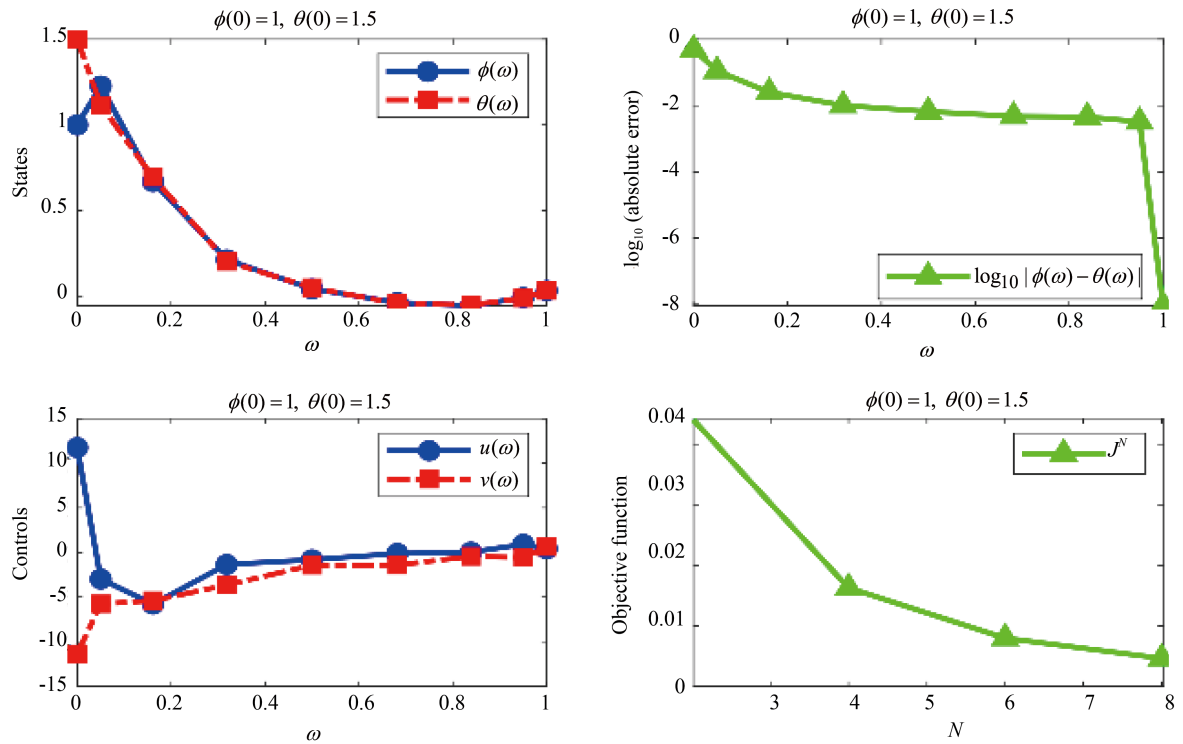 ϕ(0)=1, θ(0)=1.5
States
1.5
1
0.5
0
ϕ(ω)
θ(ω)
0 0.2 0.4 0.6 0.8 1
ω
ϕ(0)=1, θ(0)=1.5
log₁₀ (absolute error)
0
-2
-4
-6
-8
log₁₀ | ϕ(ω) − θ(ω) |
0 0.2 0.4 0.6 0.8 1
ω
ϕ(0)=1, θ(0)=1.5
Controls
15
10
5
0
-5
-10
-15
u(ω)
v(ω)
0 0.2 0.4 0.6 0.8 1
ω
ϕ(0)=1, θ(0)=1.5
Objective function
0.04
0.03
0.02
0.01
0
Jᴺ
3 4 5 6 7 8
N